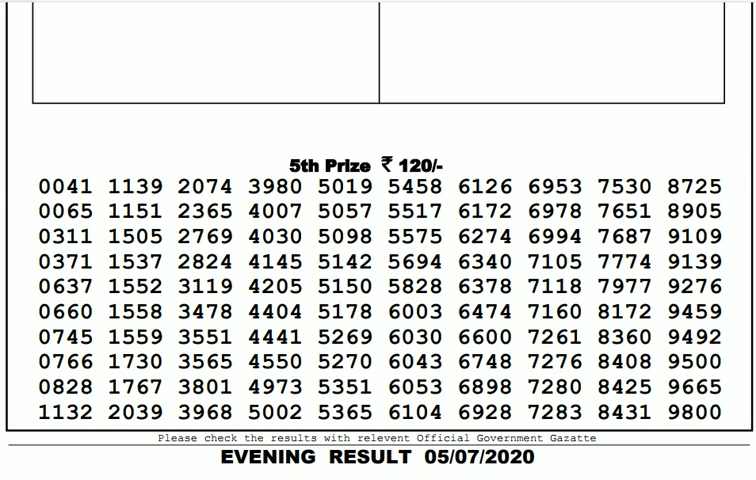 5th Prize ₹ 120/-
0041 1139 2074 3980 5019 5458 6126 6953 7530 8725
0065 1151 2365 4007 5057 5517 6172 6978 7651 8905
0311 1505 2769 4030 5098 5575 6274 6994 7687 9109
0371 1537 2824 4145 5142 5694 6340 7105 7774 9139
0637 1552 3119 4205 5150 5828 6378 7118 7977 9276
0660 1558 3478 4404 5178 6003 6474 7160 8172 9459
0745 1559 3551 4441 5269 6030 6600 7261 8360 9492
0766 1730 3565 4550 5270 6043 6748 7276 8408 9500
0828 1767 3801 4973 5351 6053 6898 7280 8425 9665
1132 2039 3968 5002 5365 6104 6928 7283 8431 9800
Please check the results with relevent Official Government Gazatte
EVENING RESULT 05/07/2020